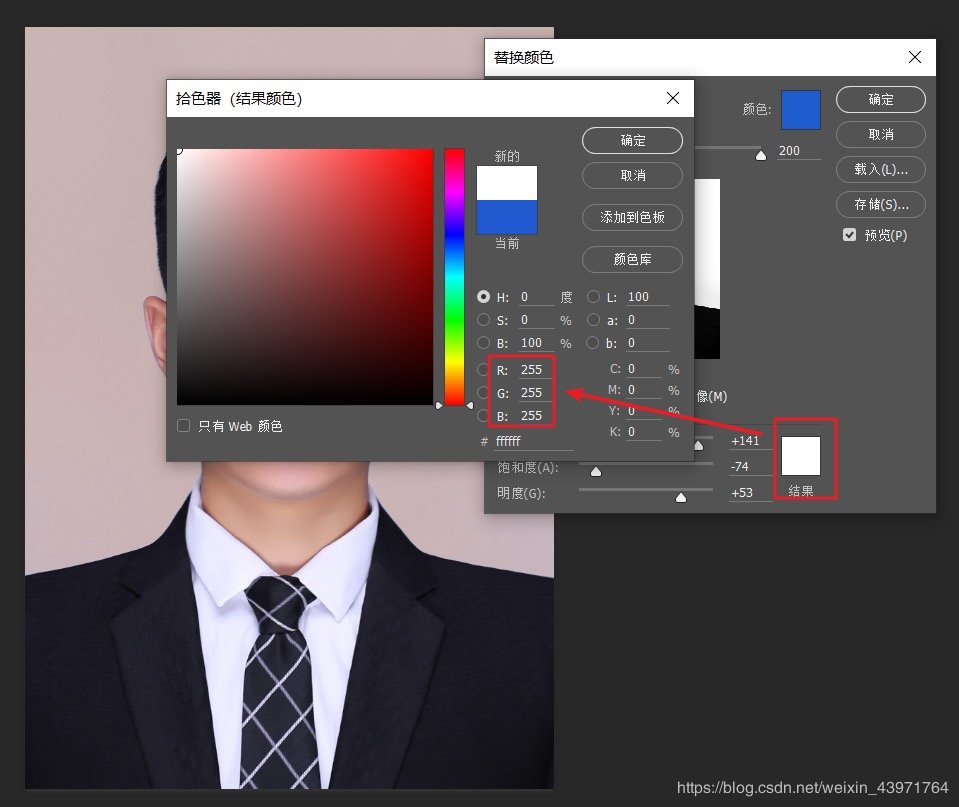 替换颜色
拾色器（结果颜色）
颜色:
确定
200
取消
载入(L)...
存储(S)...
预览(P)
新的
当前
确定
取消
添加到色板
颜色库
H: 0 度
S: 0 %
B: 100 %
R: 255
G: 255
B: 255
# ffffff
L: 100
a: 0
b: 0
C: 0 %
M: 0 %
Y: 0 %
K: 0 %
只有 Web 颜色
像(M)
+141
饱和度(A): -74
明度(G): +53
结果
https://blog.csdn.net/weixin_43971764